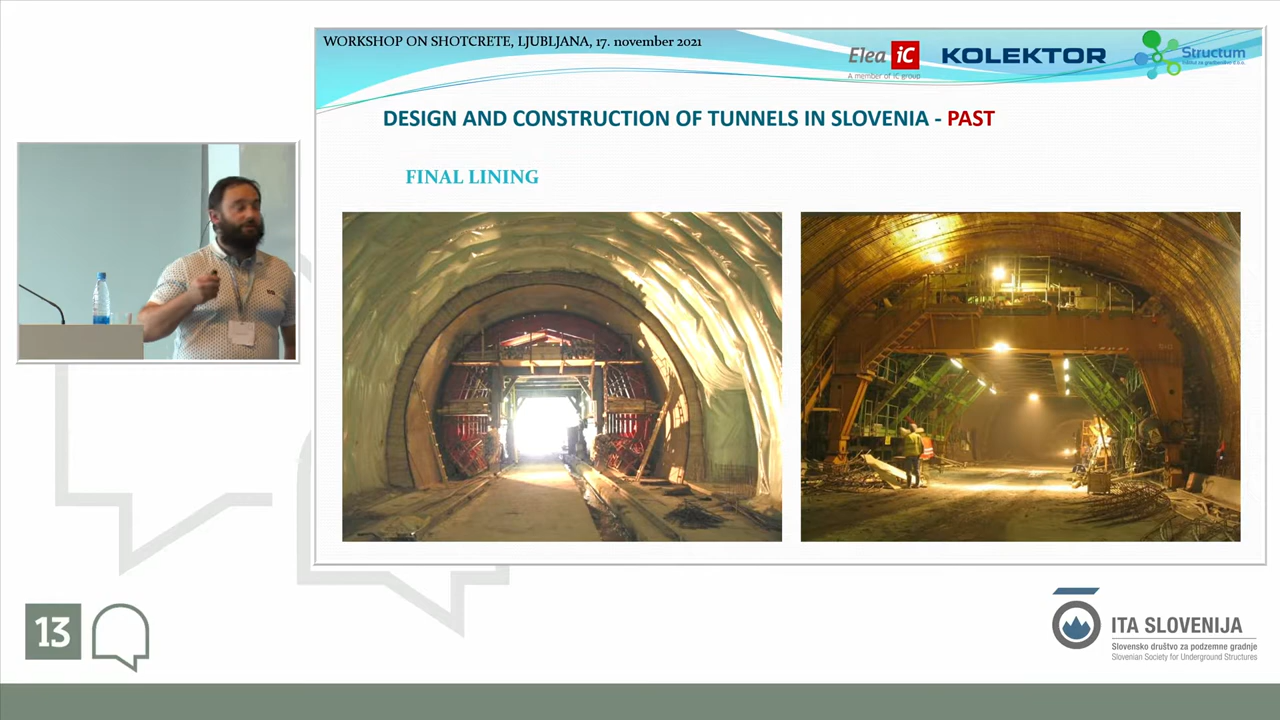 WORKSHOP ON SHOTCRETE, LJUBLJANA, 17. november 2021
Elea iC
A member of iC group
KOLEKTOR
Structum
DESIGN AND CONSTRUCTION OF TUNNELS IN SLOVENIA - PAST
FINAL LINING
13
ITA SLOVENIJA
Slovensko društvo za podzemne gradnje
Slovenian Society for Underground Structures